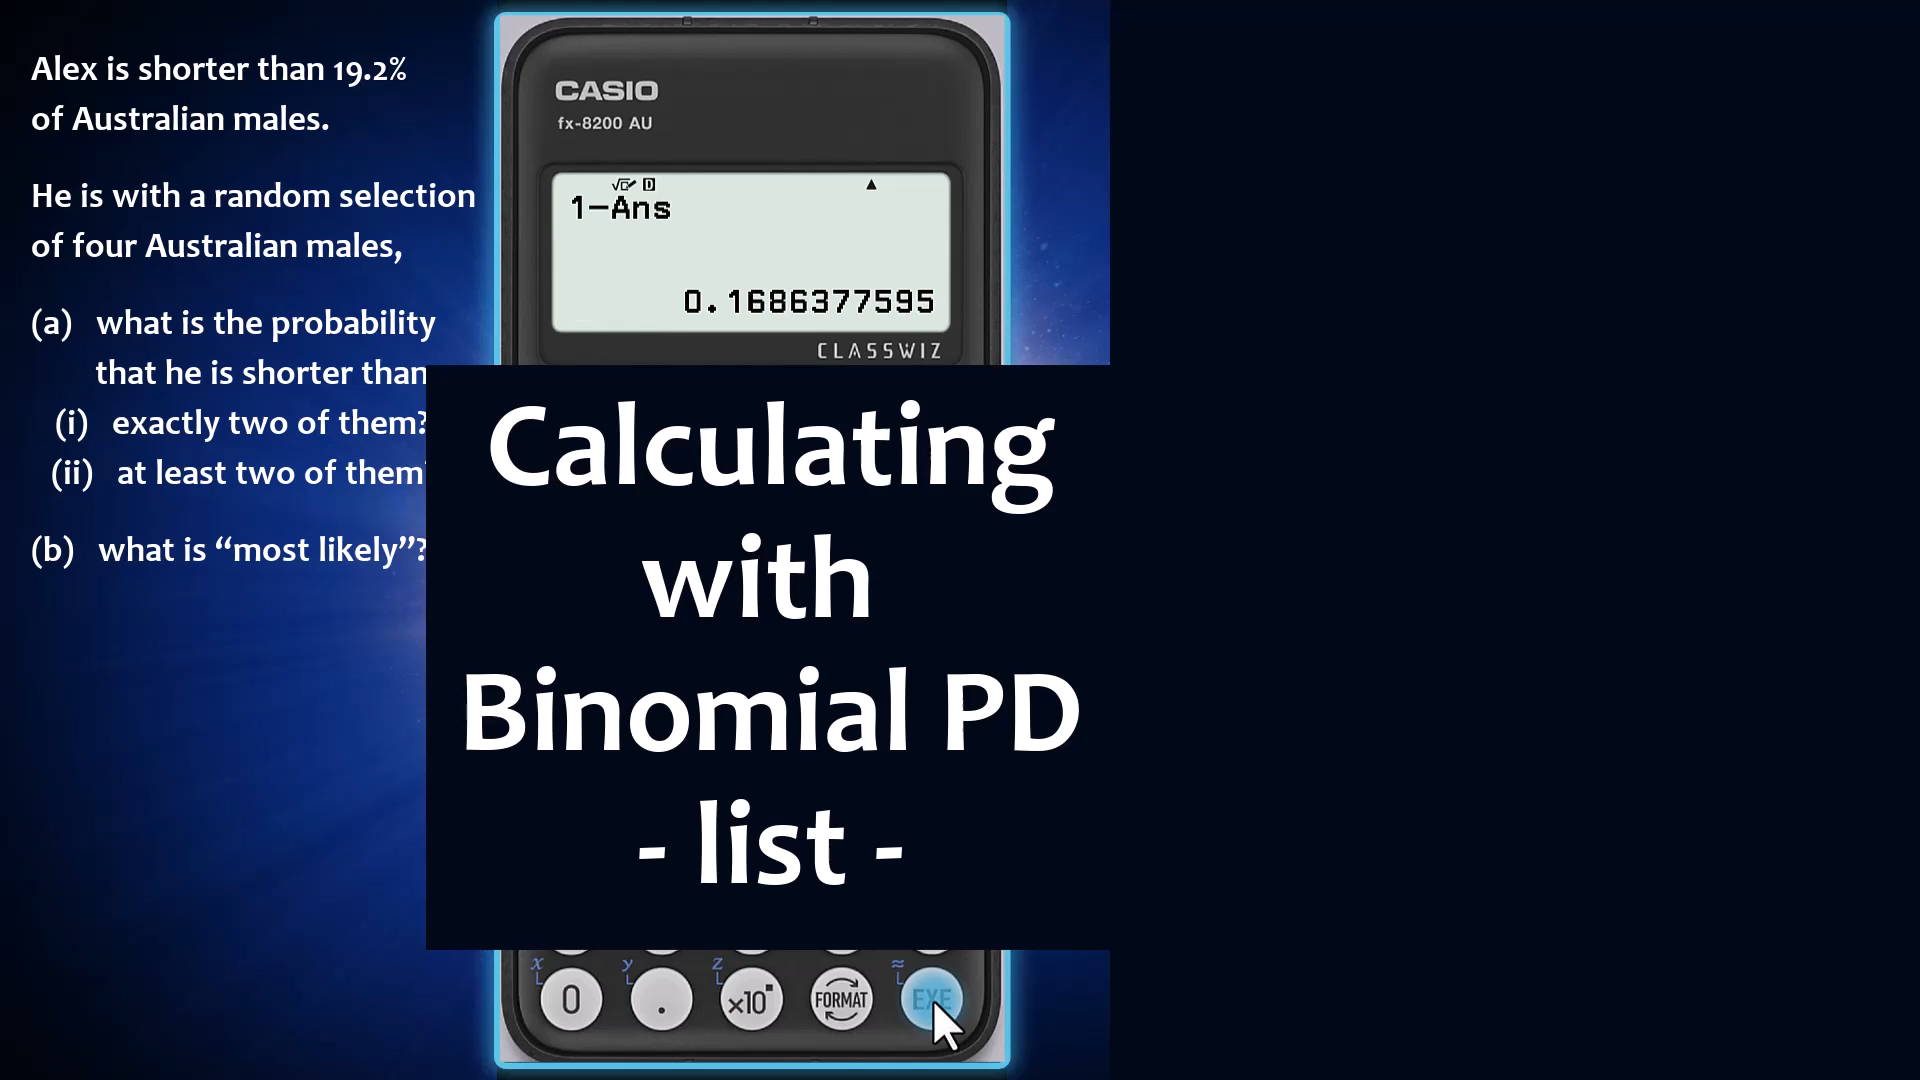 Alex is shorter than 19.2%
of Australian males.
He is with a random selection
of four Australian males,
(a) what is the probability
that he is shorter than
(i) exactly two of them?
(ii) at least two of them
(b) what is “most likely”?
CASIO
fx-8200 AU
√ D ▲
1−Ans
0.1686377595
CLASSWIZ
Calculating
with
Binomial PD
- list -
x y z ≈
0 . ×10 FORMAT EXE